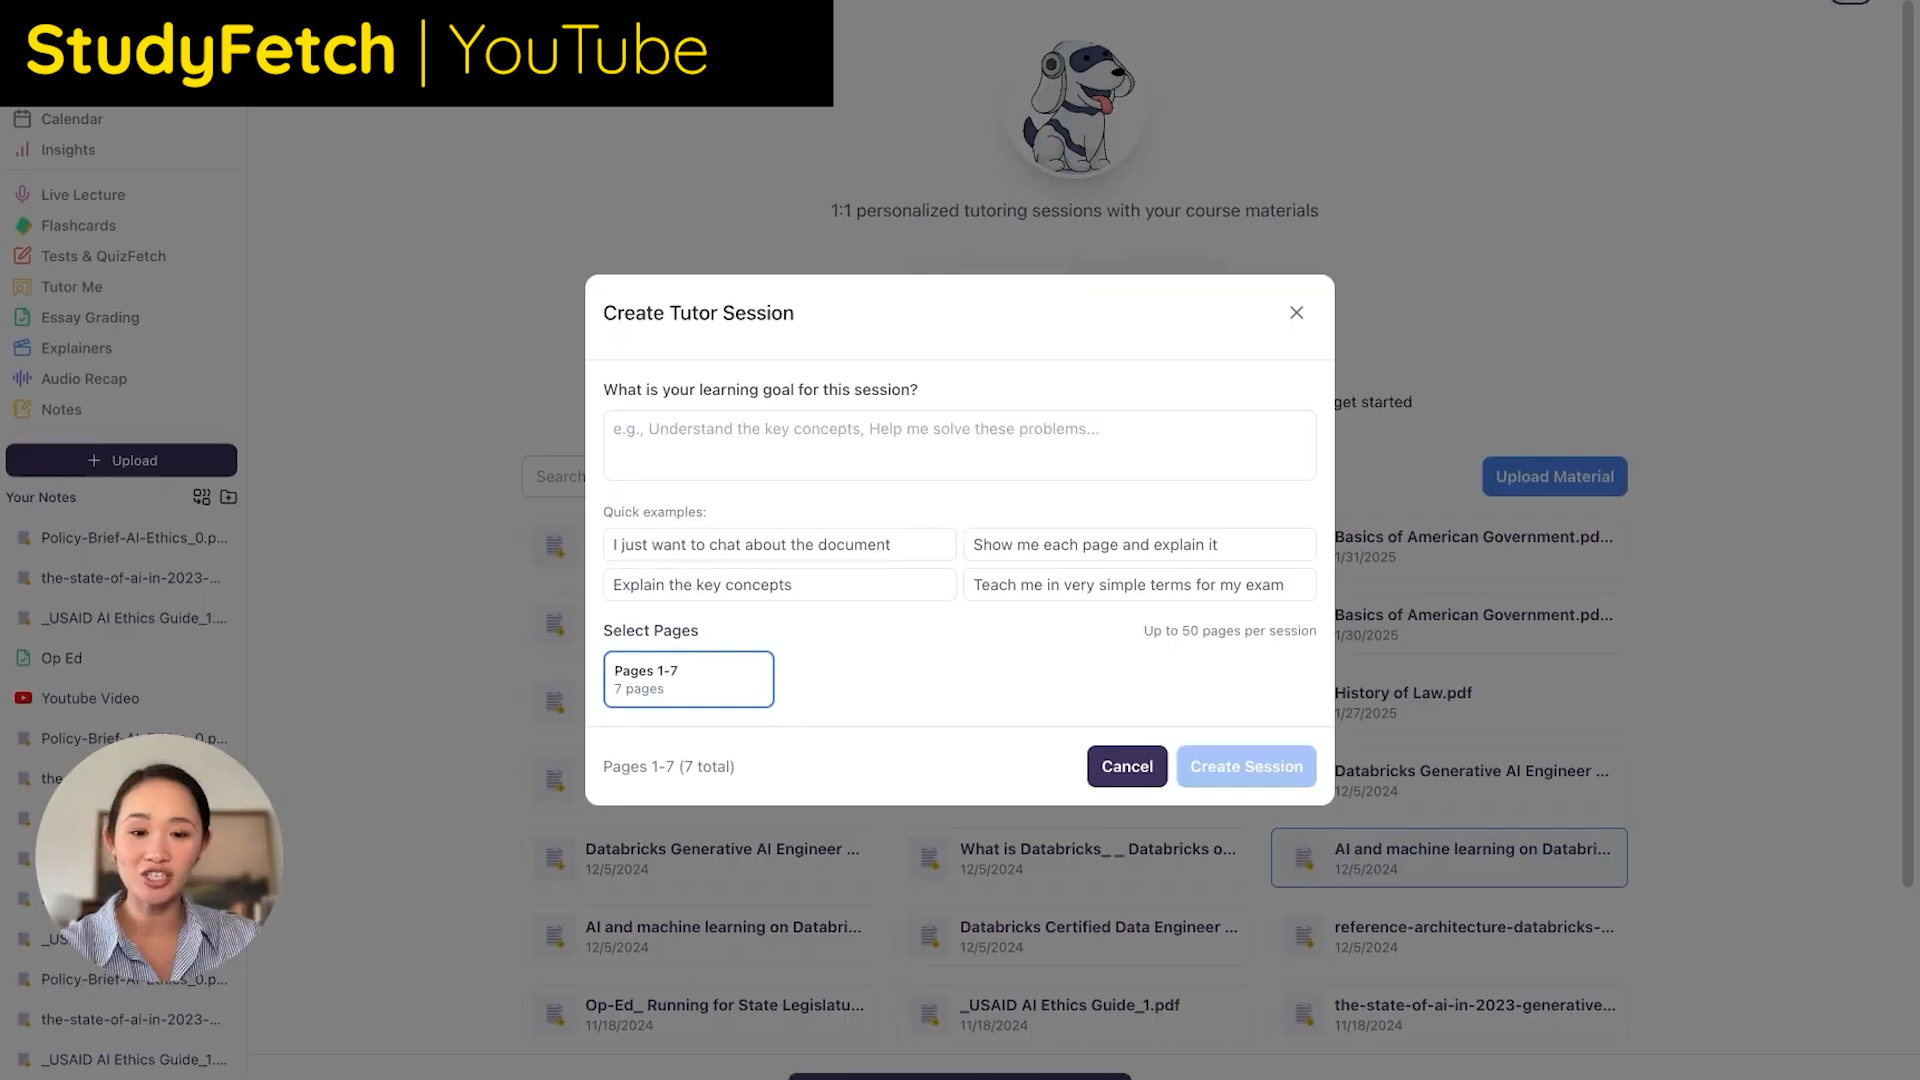 StudyFetch | YouTube
Calendar
Insights
Live Lecture
Flashcards
Tests & QuizFetch
Tutor Me
Essay Grading
Explainers
Audio Recap
Notes
Upload
Your Notes
Policy-Brief-AI-Ethics_0.p...
the-state-of-ai-in-2023-...
_USAID AI Ethics Guide_1....
Op Ed
Youtube Video
Policy-Brief-AI-Ethics_0.p...
the
_US
Policy-Brief-AI-Ethics_0.p...
the-state-of-ai-in-2023-...
_USAID AI Ethics Guide_1....
1:1 personalized tutoring sessions with your course materials
get started
Search
Upload Material
Create Tutor Session
What is your learning goal for this session?
e.g., Understand the key concepts, Help me solve these problems...
Quick examples:
I just want to chat about the document
Show me each page and explain it
Explain the key concepts
Teach me in very simple terms for my exam
Select Pages
Up to 50 pages per session
Pages 1-7
7 pages
Pages 1-7 (7 total)
Cancel
Create Session
Basics of American Government.pd...
1/31/2025
Basics of American Government.pd...
1/30/2025
History of Law.pdf
1/27/2025
Databricks Generative AI Engineer ...
12/5/2024
Databricks Generative AI Engineer ...
12/5/2024
What is Databricks_ _ Databricks o...
12/5/2024
AI and machine learning on Databri...
12/5/2024
AI and machine learning on Databri...
12/5/2024
Databricks Certified Data Engineer ...
12/5/2024
reference-architecture-databricks-...
12/5/2024
Op-Ed_ Running for State Legislatu...
11/18/2024
_USAID AI Ethics Guide_1.pdf
11/18/2024
the-state-of-ai-in-2023-generative...
11/18/2024